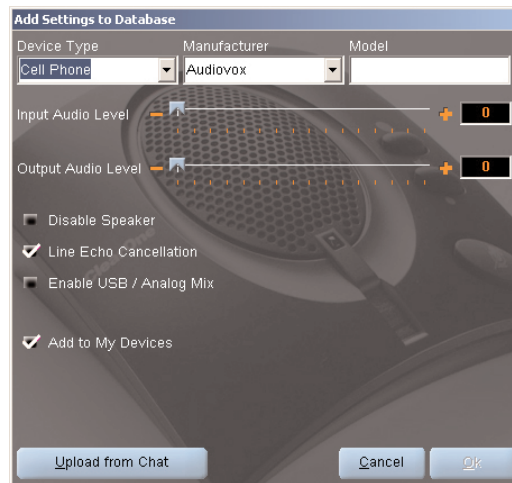 Add Settings to Database
Device Type Manufacturer Model
Cell Phone Audiovox
Input Audio Level 0
Output Audio Level 0
Disable Speaker
Line Echo Cancellation
Enable USB / Analog Mix
Add to My Devices
Upload from Chat Cancel Ok